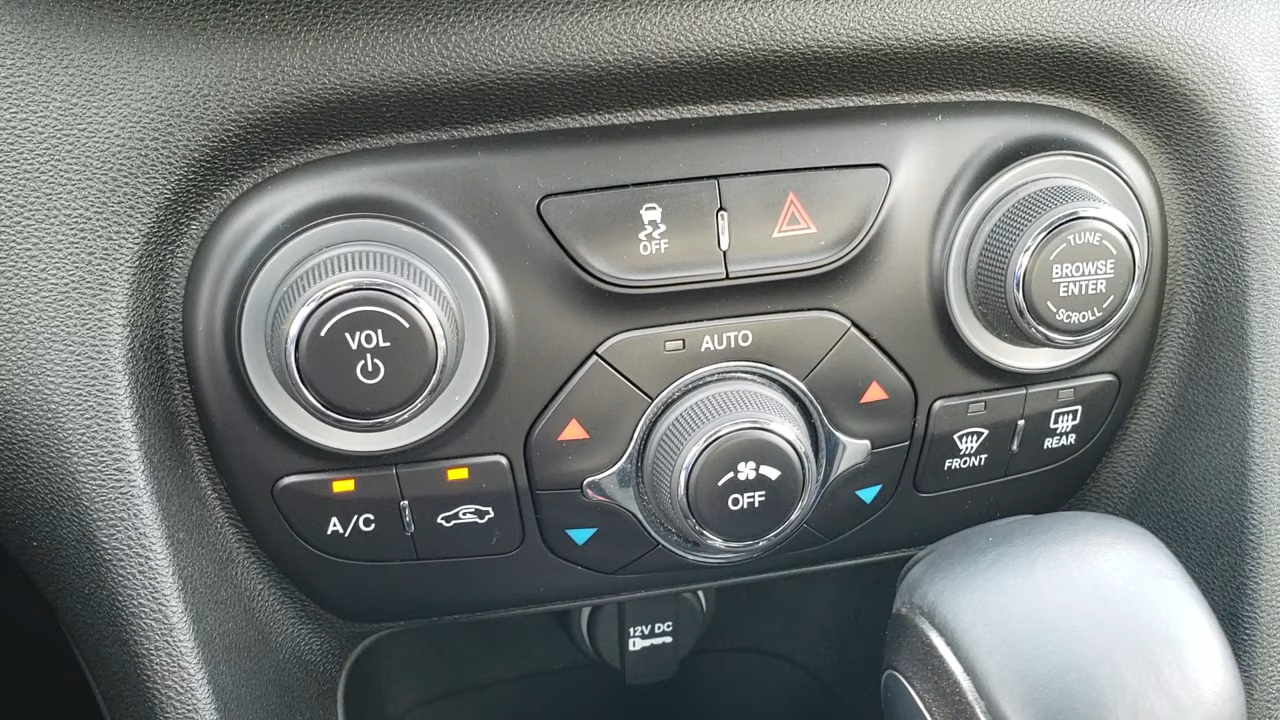 OFF
TUNE
BROWSE
ENTER
SCROLL
VOL
AUTO
OFF
FRONT
REAR
A/C
12V DC